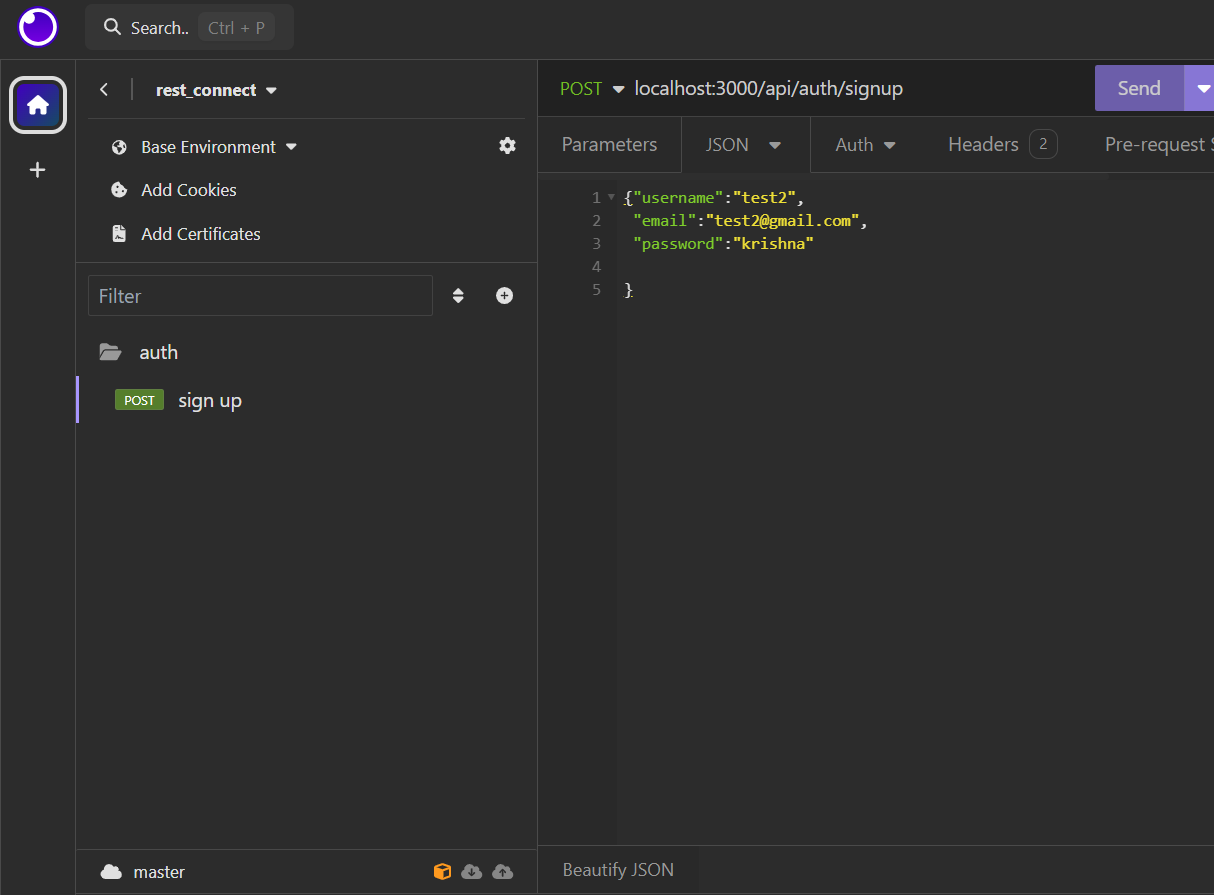 Search.. Ctrl + P
rest_connect
Base Environment
Add Cookies
Add Certificates
Filter
auth
POST sign up
master
POST localhost:3000/api/auth/signup Send
Parameters JSON Auth Headers 2 Pre-request S
1 {"username":"test2",
2 "email":"test2@gmail.com",
3 "password":"krishna"
4
5 }
Beautify JSON